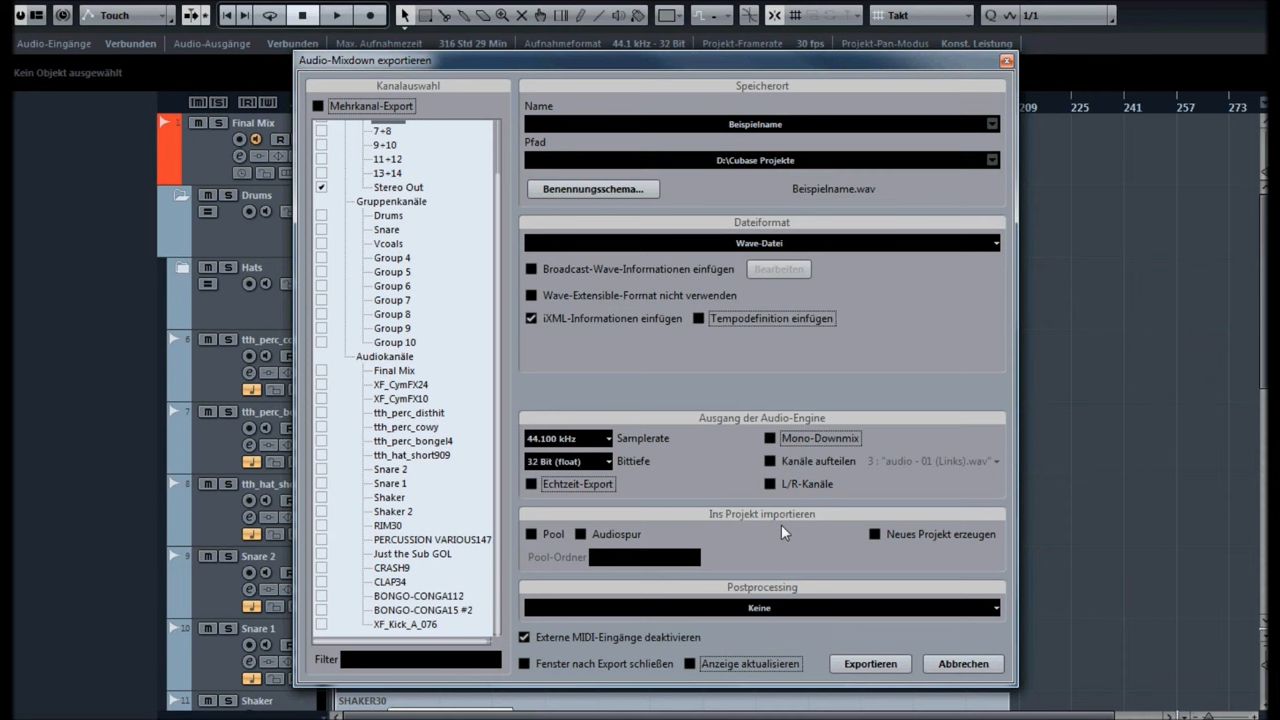 Touch
Takt
1/1
Audio-Eingänge Verbunden Audio-Ausgänge Verbunden Max. Aufnahmezeit 316 Std 29 Min Aufnahmeformat 44.1 kHz - 32 Bit Projekt-Framerate 30 fps Projekt-Pan-Modus Konst. Leistung
Kein Objekt ausgewählt
Audio-Mixdown exportieren
Kanalauswahl
Mehrkanal-Export
7+8
9+10
11+12
13+14
Stereo Out
Gruppenkanäle
Drums
Snare
Vcoals
Group 4
Group 5
Group 6
Group 7
Group 8
Group 9
Group 10
Audiokanäle
Final Mix
XF_CymFX24
XF_CymFX10
tth_perc_disthit
tth_perc_cowy
tth_perc_bongel4
tth_hat_short909
Snare 2
Snare 1
Shaker
Shaker 2
RIM30
PERCUSSION VARIOUS147
Just the Sub GOL
CRASH9
CLAP34
BONGO-CONGA112
BONGO-CONGA15 #2
XF_Kick_A_076
Filter
Speicherort
Name
Beispielname
Pfad
D:\Cubase Projekte
Benennungsschema... Beispielname.wav
Dateiformat
Wave-Datei
Broadcast-Wave-Informationen einfügen Bearbeiten
Wave-Extensible-Format nicht verwenden
iXML-Informationen einfügen Tempodefinition einfügen
Ausgang der Audio-Engine
44.100 kHz Samplerate Mono-Downmix
32 Bit (float) Bittiefe Kanäle aufteilen 3 : "audio - 01 (Links).wav"
Echtzeit-Export L/R-Kanäle
Ins Projekt importieren
Pool Audiospur Neues Projekt erzeugen
Pool-Ordner
Postprocessing
Keine
Externe MIDI-Eingänge deaktivieren
Fenster nach Export schließen Anzeige aktualisieren Exportieren Abbrechen
M S R W
209 225 241 257 273
1 M S Final Mix
R
M S Drums
M S Hats
6 M S tth_perc_co
7 M S tth_perc_bo
8 M S tth_hat_sh
9 M S Snare 2
10 M S Snare 1
11 M S Shaker
SHAKER30